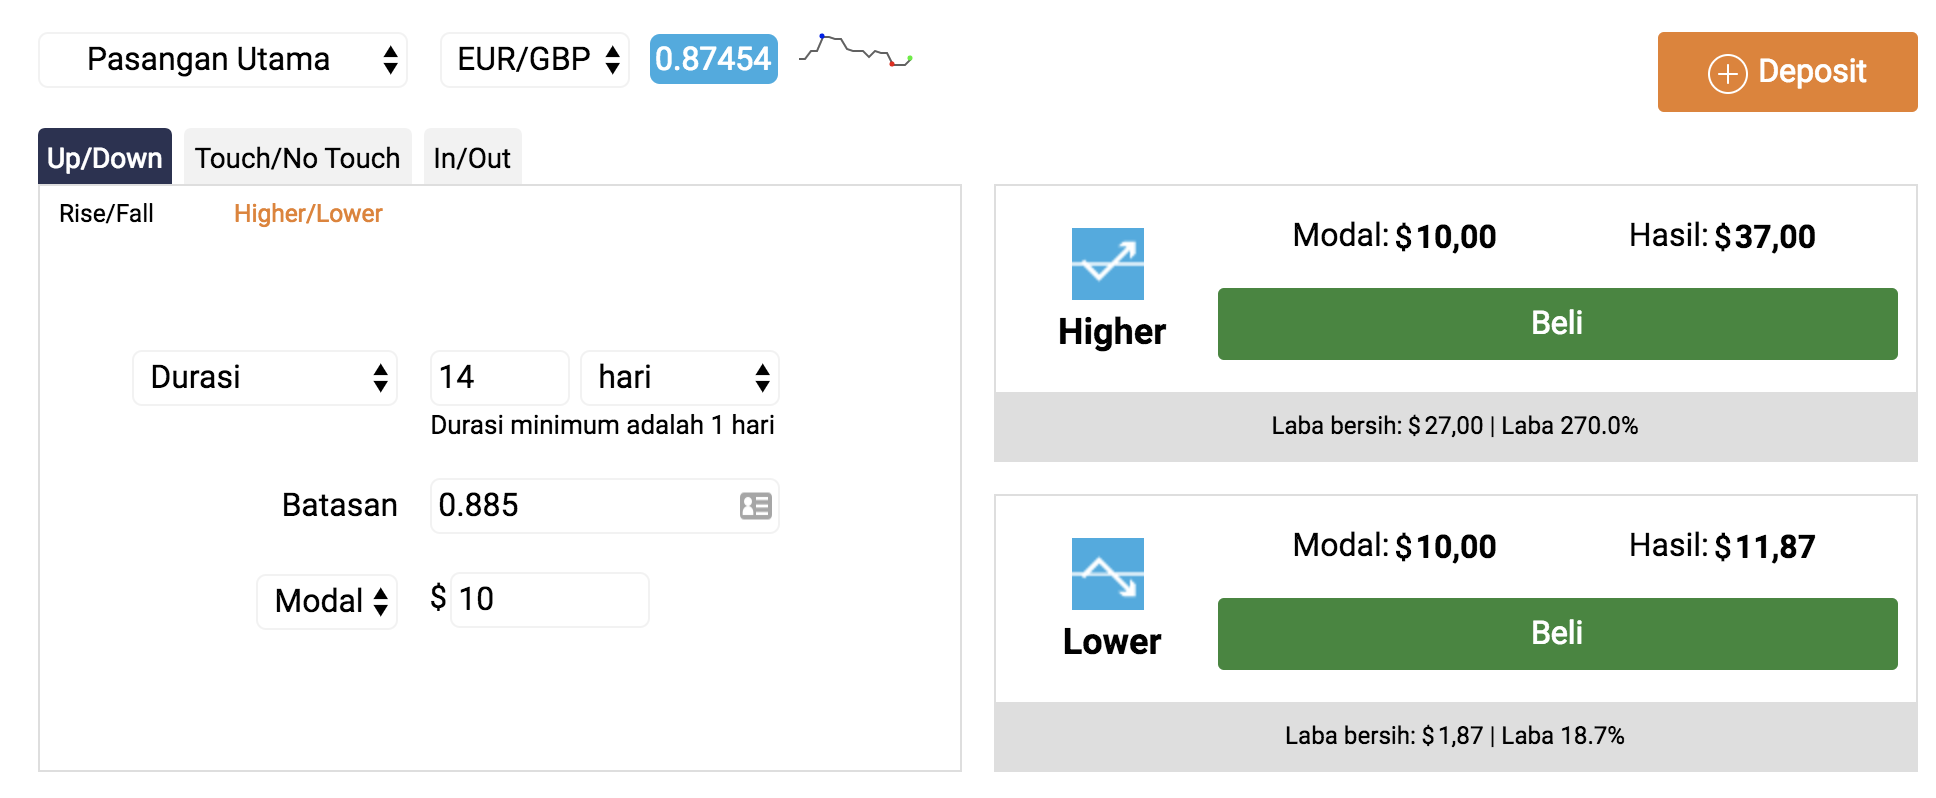 Pasangan Utama EUR/GBP 0.87454
Deposit
Up/Down Touch/No Touch In/Out
Rise/Fall Higher/Lower
Durasi 14 hari
Durasi minimum adalah 1 hari
Batasan 0.885
Modal $ 10
Modal: $ 10,00 Hasil: $ 37,00
Higher
Beli
Laba bersih: $ 27,00 | Laba 270.0%
Modal: $ 10,00 Hasil: $ 11,87
Lower
Beli
Laba bersih: $ 1,87 | Laba 18.7%